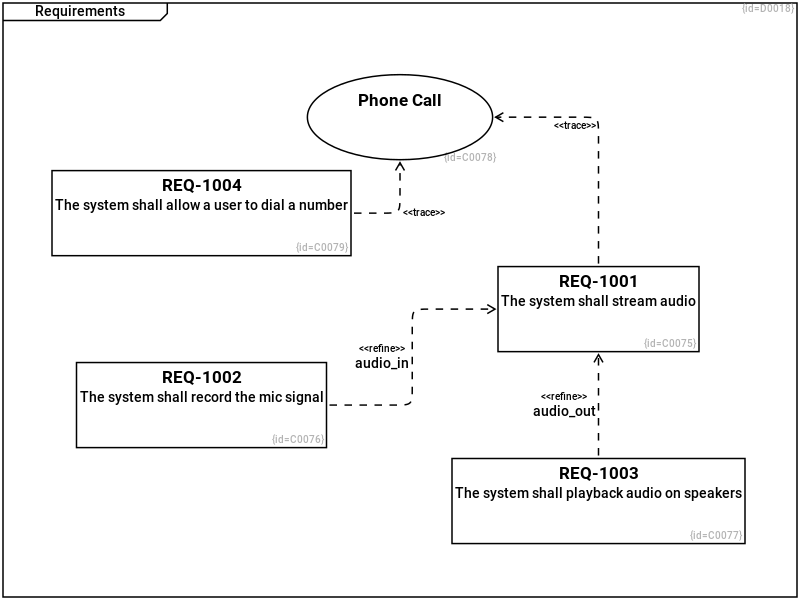 Requirements
{id=D0018}
Phone Call
{id=C0078}
<<trace>>
REQ-1004
The system shall allow a user to dial a number
{id=C0079}
<<trace>>
REQ-1001
The system shall stream audio
{id=C0075}
<<refine>>
audio_in
REQ-1002
The system shall record the mic signal
{id=C0076}
<<refine>>
audio_out
REQ-1003
The system shall playback audio on speakers
{id=C0077}